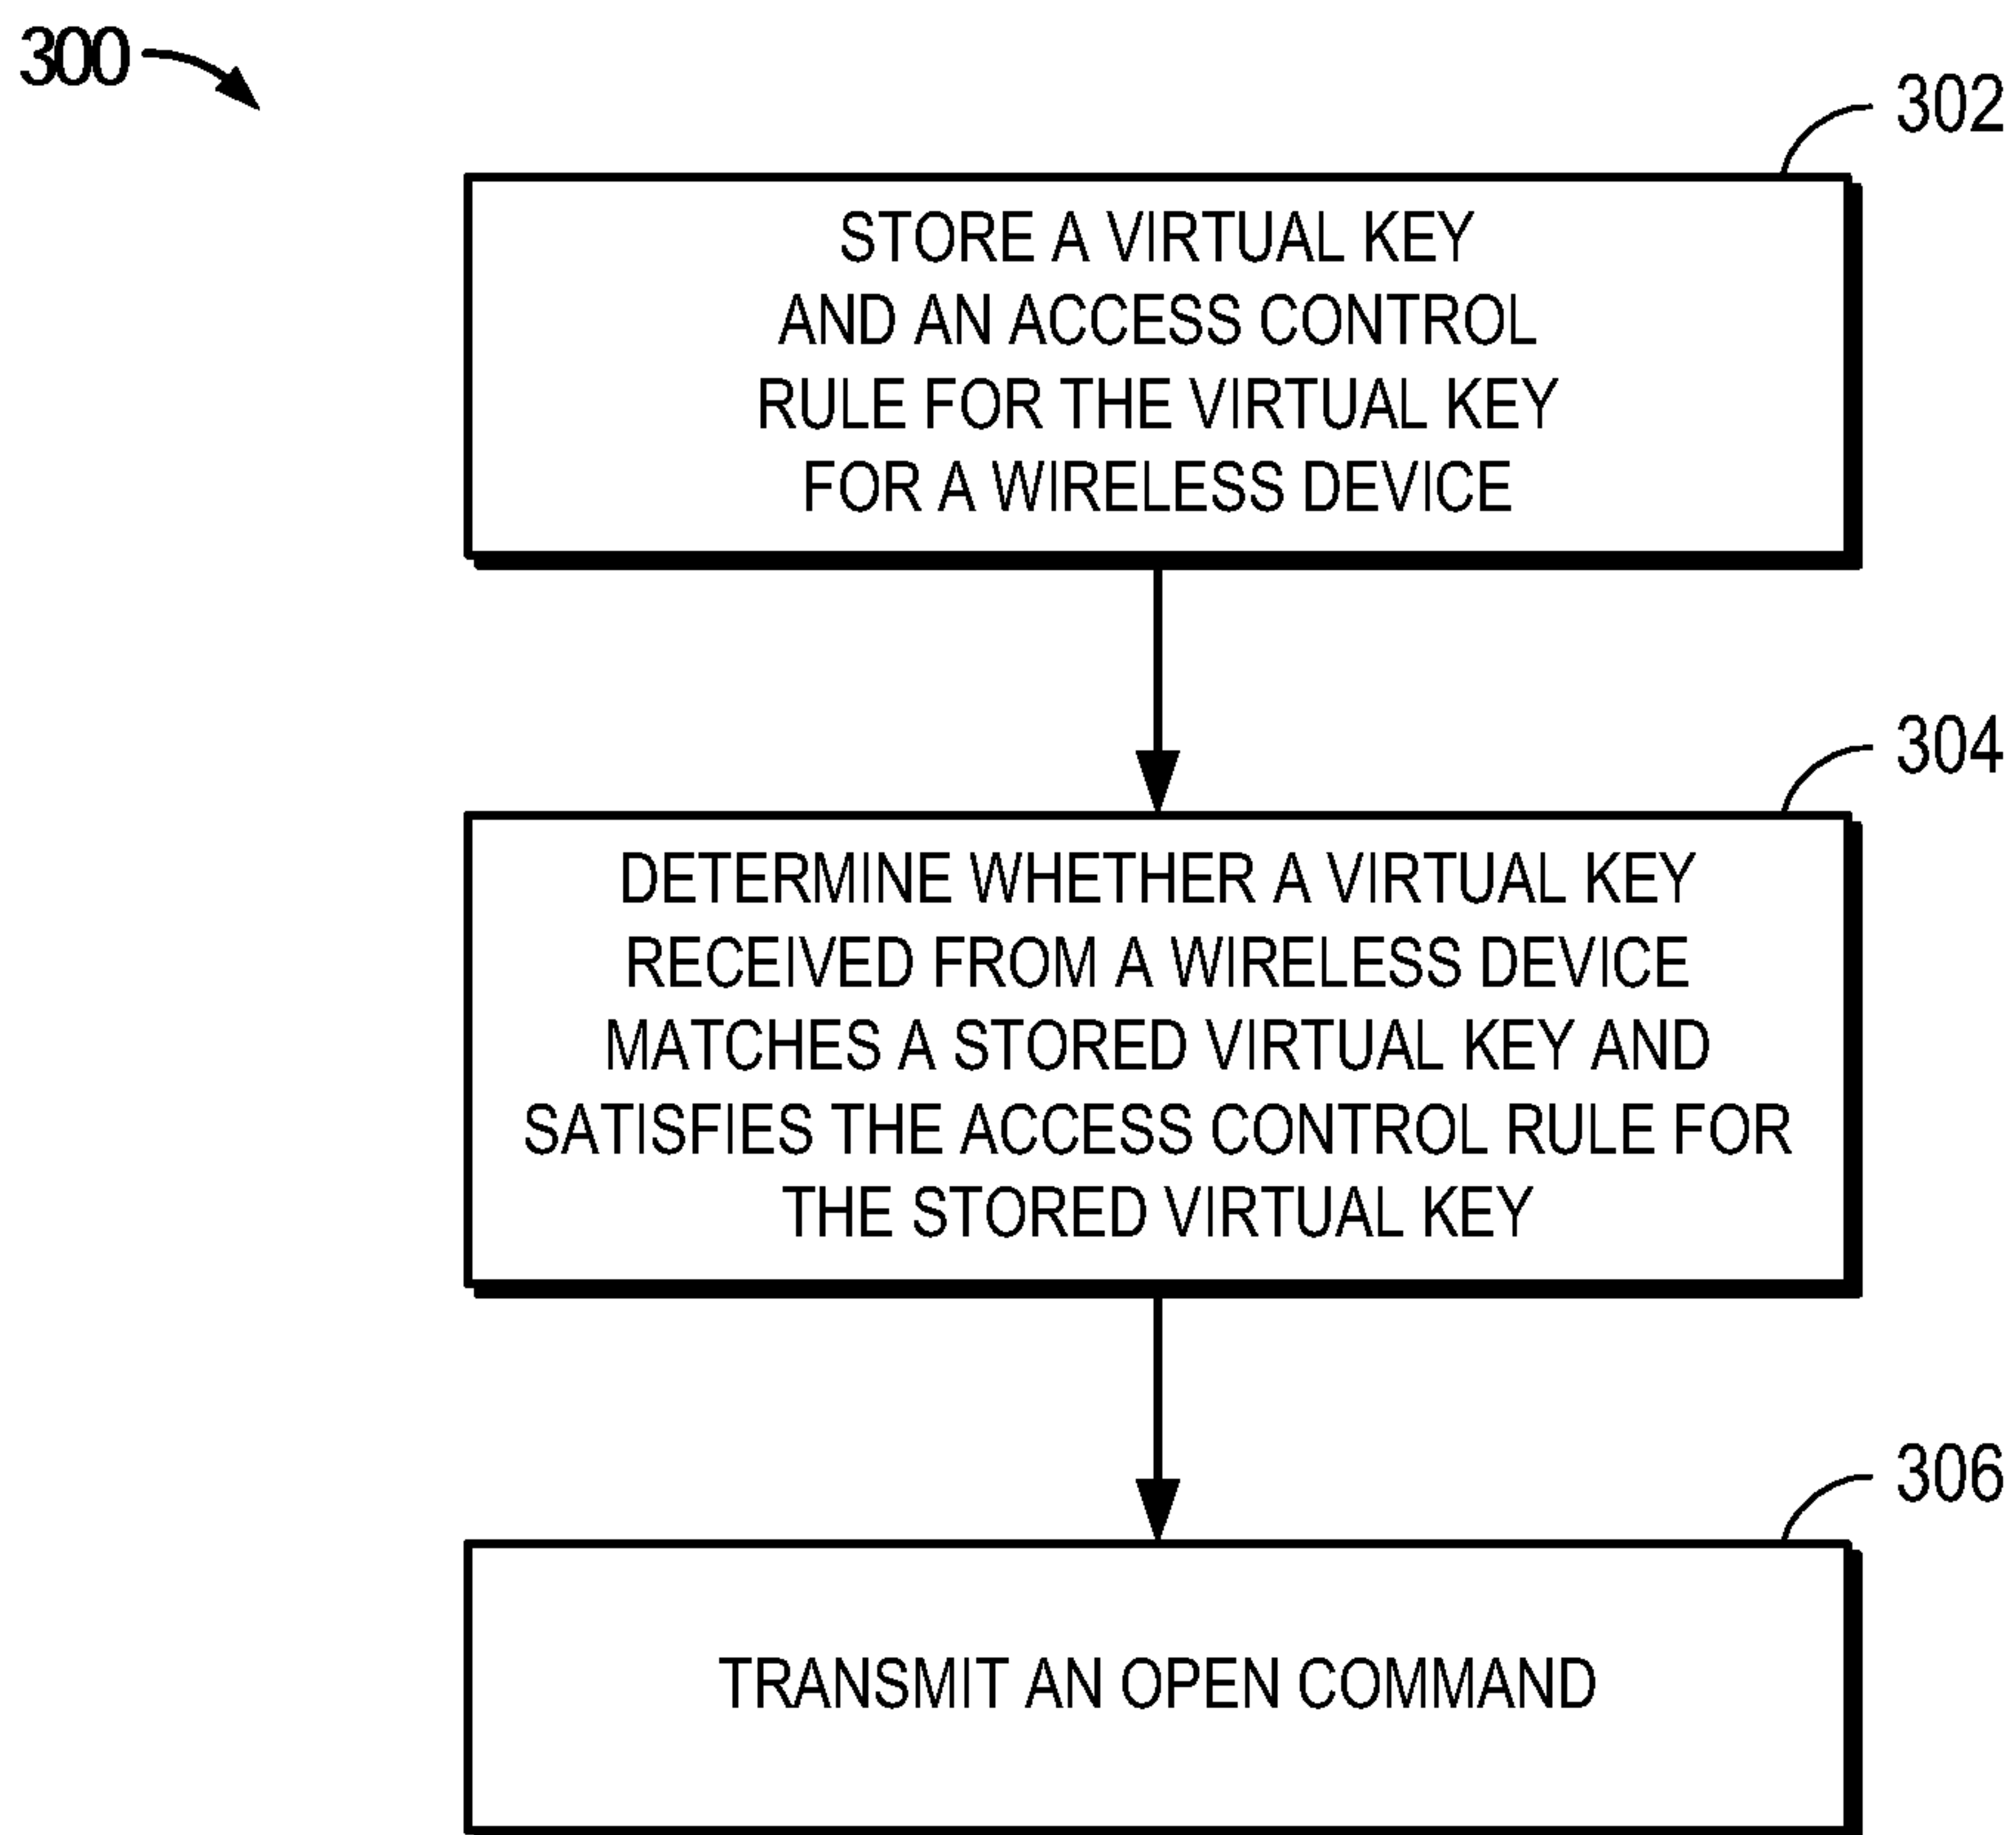 300
302
STORE A VIRTUAL KEY
AND AN ACCESS CONTROL
RULE FOR THE VIRTUAL KEY
FOR A WIRELESS DEVICE
304
DETERMINE WHETHER A VIRTUAL KEY
RECEIVED FROM A WIRELESS DEVICE
MATCHES A STORED VIRTUAL KEY AND
SATISFIES THE ACCESS CONTROL RULE FOR
THE STORED VIRTUAL KEY
306
TRANSMIT AN OPEN COMMAND